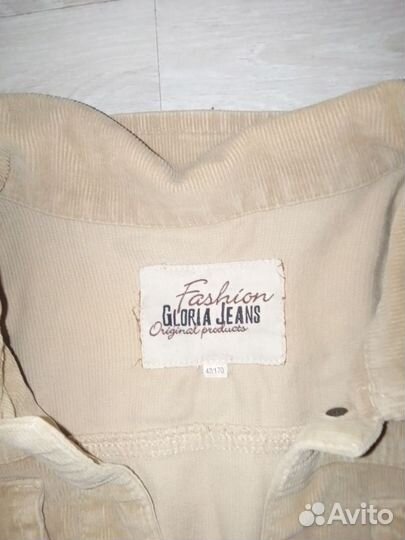 Fashion
GLORIA JEANS
Original products
42/170
Avito